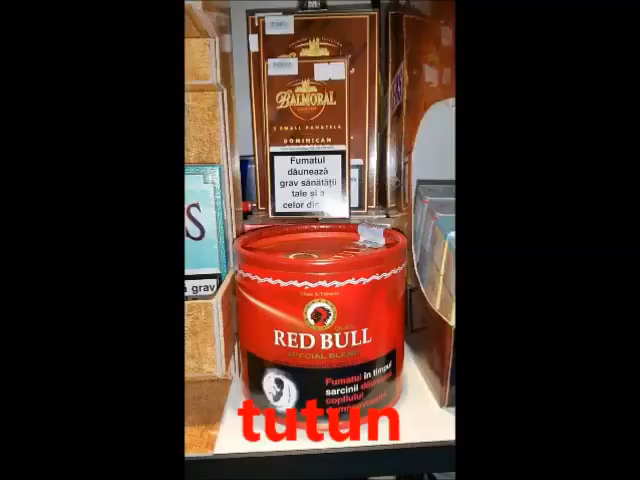 BALMORAL
5 SMALL PANATELA
DOMINICAN
Fumatul
dăunează
grav sănătății
tale și a
celor din
S
ă grav
RED BULL
SPECIAL BLEND
Fumatul în timpul
sarcinii dăunează
copilului
tutun